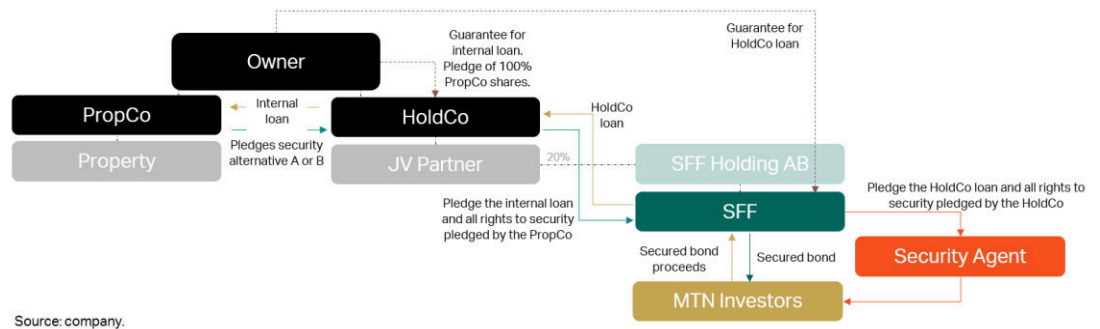 Guarantee for
internal loan.
Pledge of 100%
PropCo shares.
Guarantee for
HoldCo loan
Owner
PropCo
Internal
loan
HoldCo
HoldCo
loan
Pledges security
alternative A or B
Property
JV Partner
20%
SFF Holding AB
Pledge the internal loan
and all rights to security
pledged by the PropCo
SFF
Pledge the HoldCo loan and all rights to
security pledged by the HoldCo
Secured bond
proceeds
Secured bond
Security Agent
MTN Investors
Source: company.